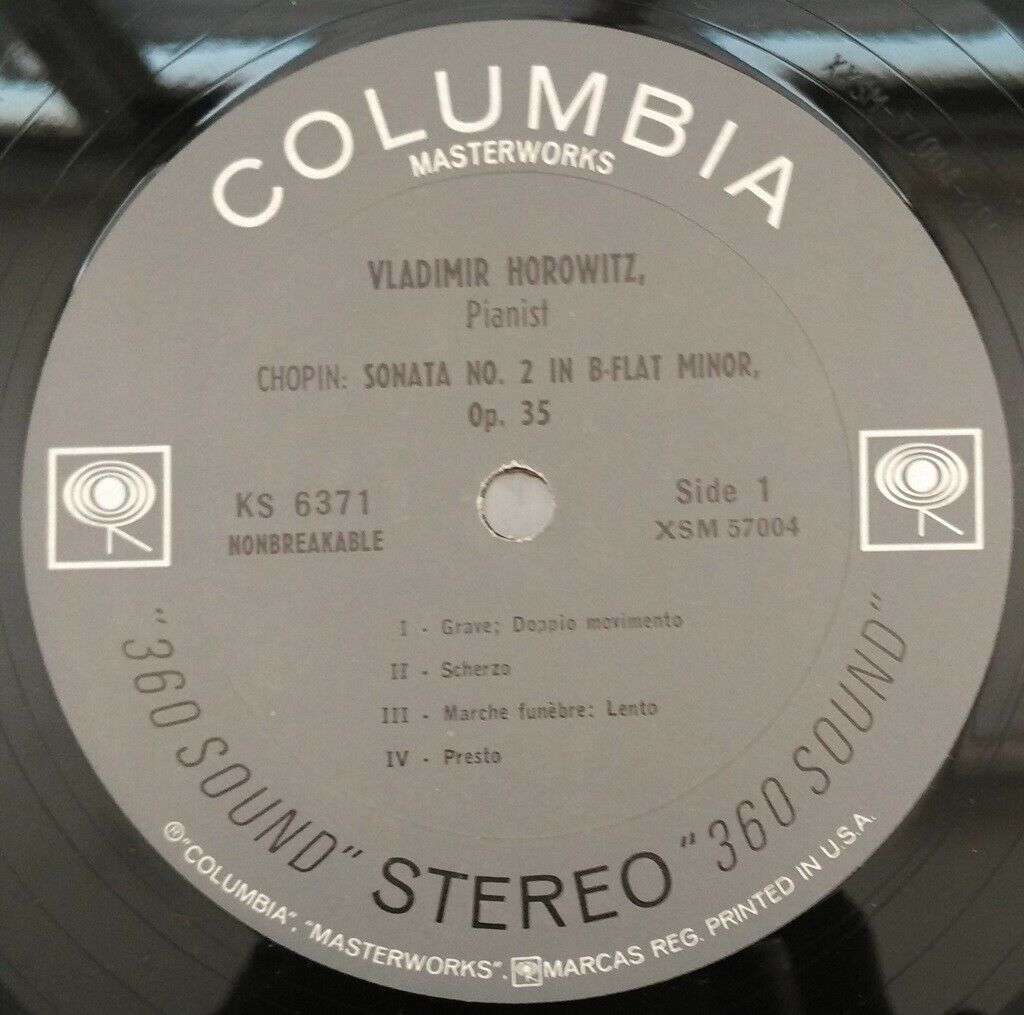 COLUMBIA
MASTERWORKS
VLADIMIR HOROWITZ,
Pianist
CHOPIN: SONATA NO. 2 IN B-FLAT MINOR,
Op. 35
KS 6371
NONBREAKABLE
Side 1
XSM 57004
I - Grave; Doppio movimento
II - Scherzo
III - Marche funèbre: Lento
IV - Presto
"360 SOUND" STEREO "360 SOUND"
®"COLUMBIA", "MASTERWORKS", MARCAS REG. PRINTED IN U.S.A.